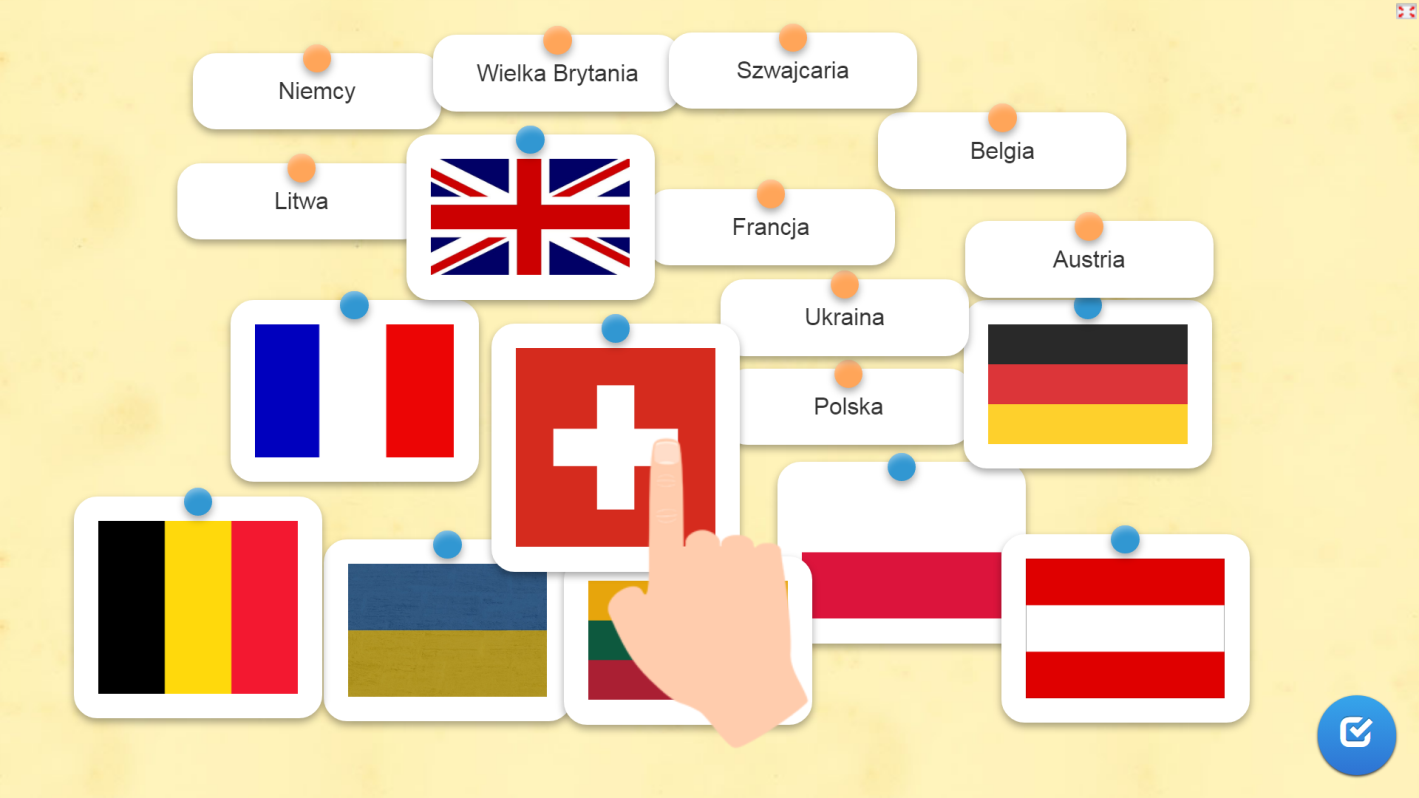 Niemcy
Wielka Brytania
Szwajcaria
Belgia
Litwa
Francja
Austria
Ukraina
Polska